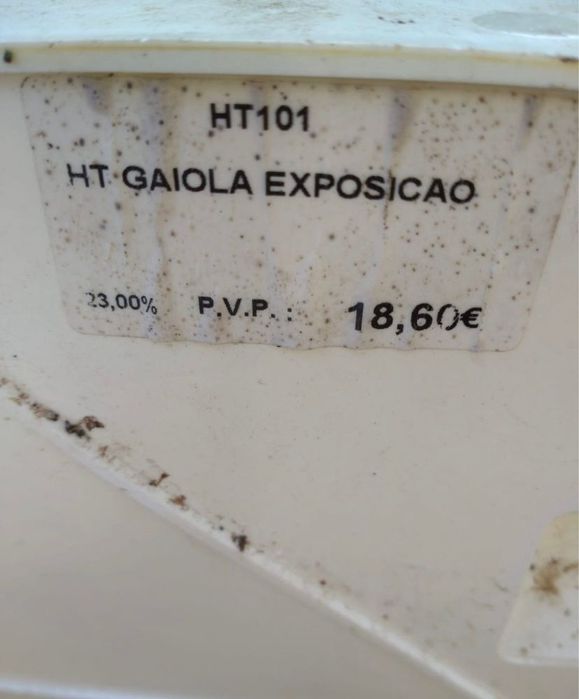 HT101
HT GAIOLA EXPOSICAO
23,00% P.V.P. : 18,60€